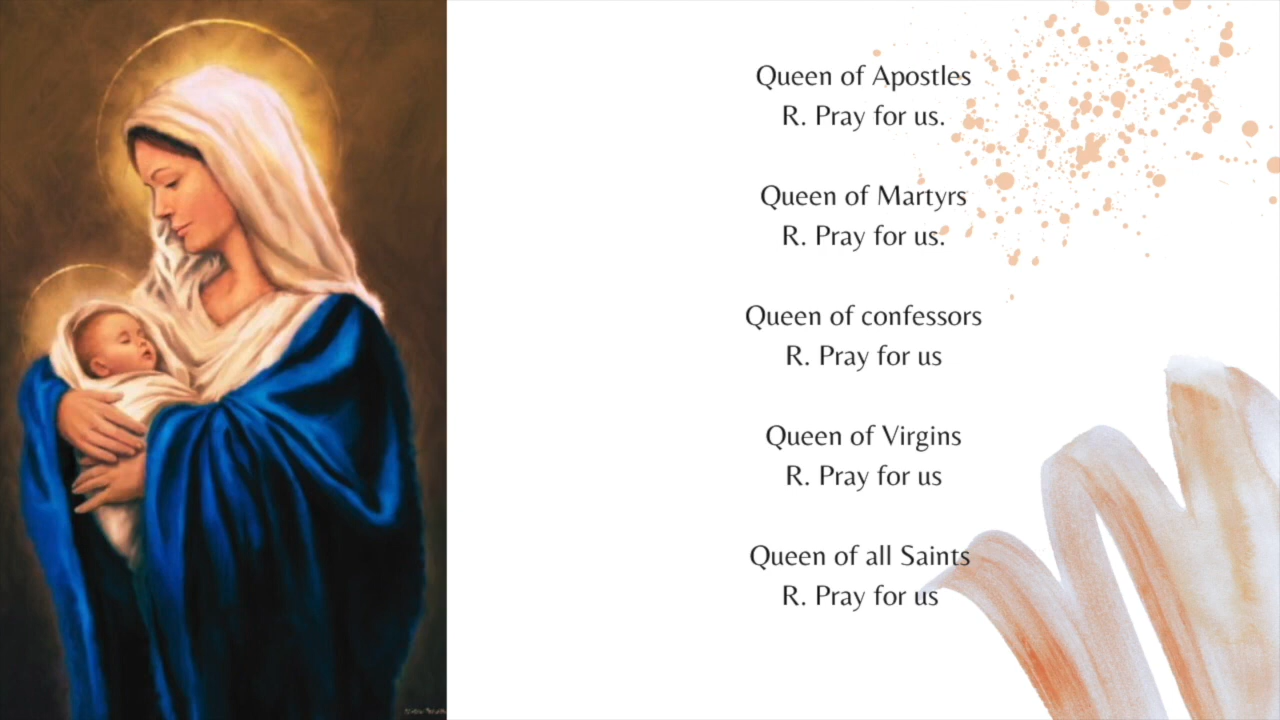 Queen of Apostles
R. Pray for us.
Queen of Martyrs
R. Pray for us.
Queen of confessors
R. Pray for us
Queen of Virgins
R. Pray for us
Queen of all Saints
R. Pray for us